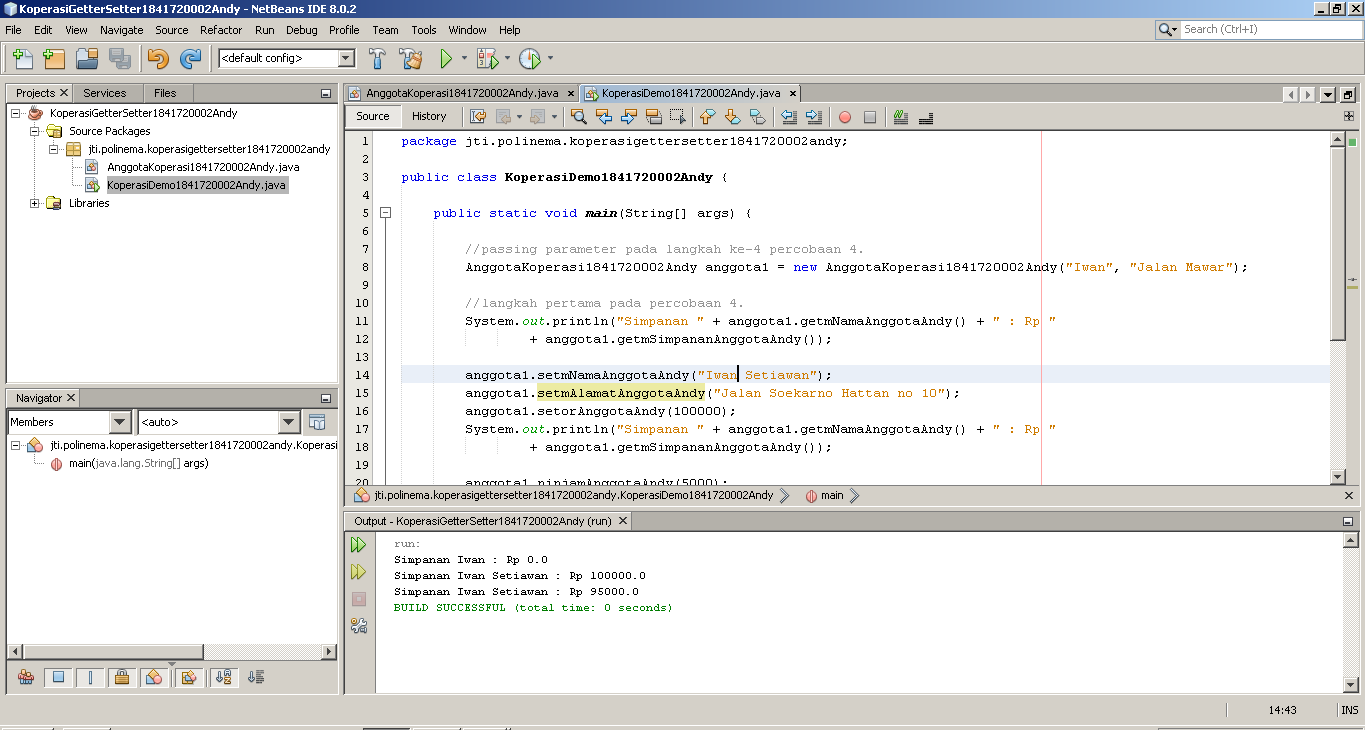 KoperasiGetterSetter1841720002Andy - NetBeans IDE 8.0.2
File Edit View Navigate Source Refactor Run Debug Profile Team Tools Window Help
Search (Ctrl+I)
<default config>
Projects Services Files
KoperasiGetterSetter1841720002Andy
Source Packages
jti.polinema.koperasigettersetter1841720002andy
AnggotaKoperasi1841720002Andy.java
KoperasiDemo1841720002Andy.java
Libraries
Navigator
Members <auto>
jti.polinema.koperasigettersetter1841720002andy.Koperasi
main(java.lang.String[] args)
AnggotaKoperasi1841720002Andy.java KoperasiDemo1841720002Andy.java
Source History
1 package jti.polinema.koperasigettersetter1841720002andy;
2
3 public class KoperasiDemo1841720002Andy {
4
5 public static void main(String[] args) {
6
7 //passing parameter pada langkah ke-4 percobaan 4.
8 AnggotaKoperasi1841720002Andy anggota1 = new AnggotaKoperasi1841720002Andy("Iwan", "Jalan Mawar");
9
10 //langkah pertama pada percobaan 4.
11 System.out.println("Simpanan " + anggota1.getmNamaAnggotaAndy() + " : Rp "
12 + anggota1.getmSimpananAnggotaAndy());
13
14 anggota1.setmNamaAnggotaAndy("Iwan Setiawan");
15 anggota1.setmAlamatAnggotaAndy("Jalan Soekarno Hattan no 10");
16 anggota1.setorAnggotaAndy(100000);
17 System.out.println("Simpanan " + anggota1.getmNamaAnggotaAndy() + " : Rp "
18 + anggota1.getmSimpananAnggotaAndy());
19
20 anggota1.pinjamAnggotaAndy(5000);
jti.polinema.koperasigettersetter1841720002andy.KoperasiDemo1841720002Andy main
Output - KoperasiGetterSetter1841720002Andy (run)
run:
Simpanan Iwan : Rp 0.0
Simpanan Iwan Setiawan : Rp 100000.0
Simpanan Iwan Setiawan : Rp 95000.0
BUILD SUCCESSFUL (total time: 0 seconds)
14:43 INS